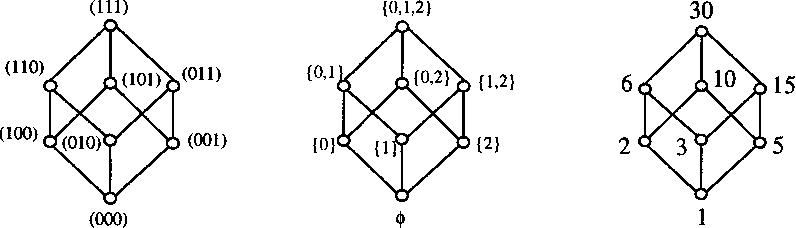 (111) {0,1,2} 30
(110) (101) (011) {0,1} {0,2} {1,2} 6 10 15
(100) (010) (001) {0} {1} {2} 2 3 5
(000) ϕ 1